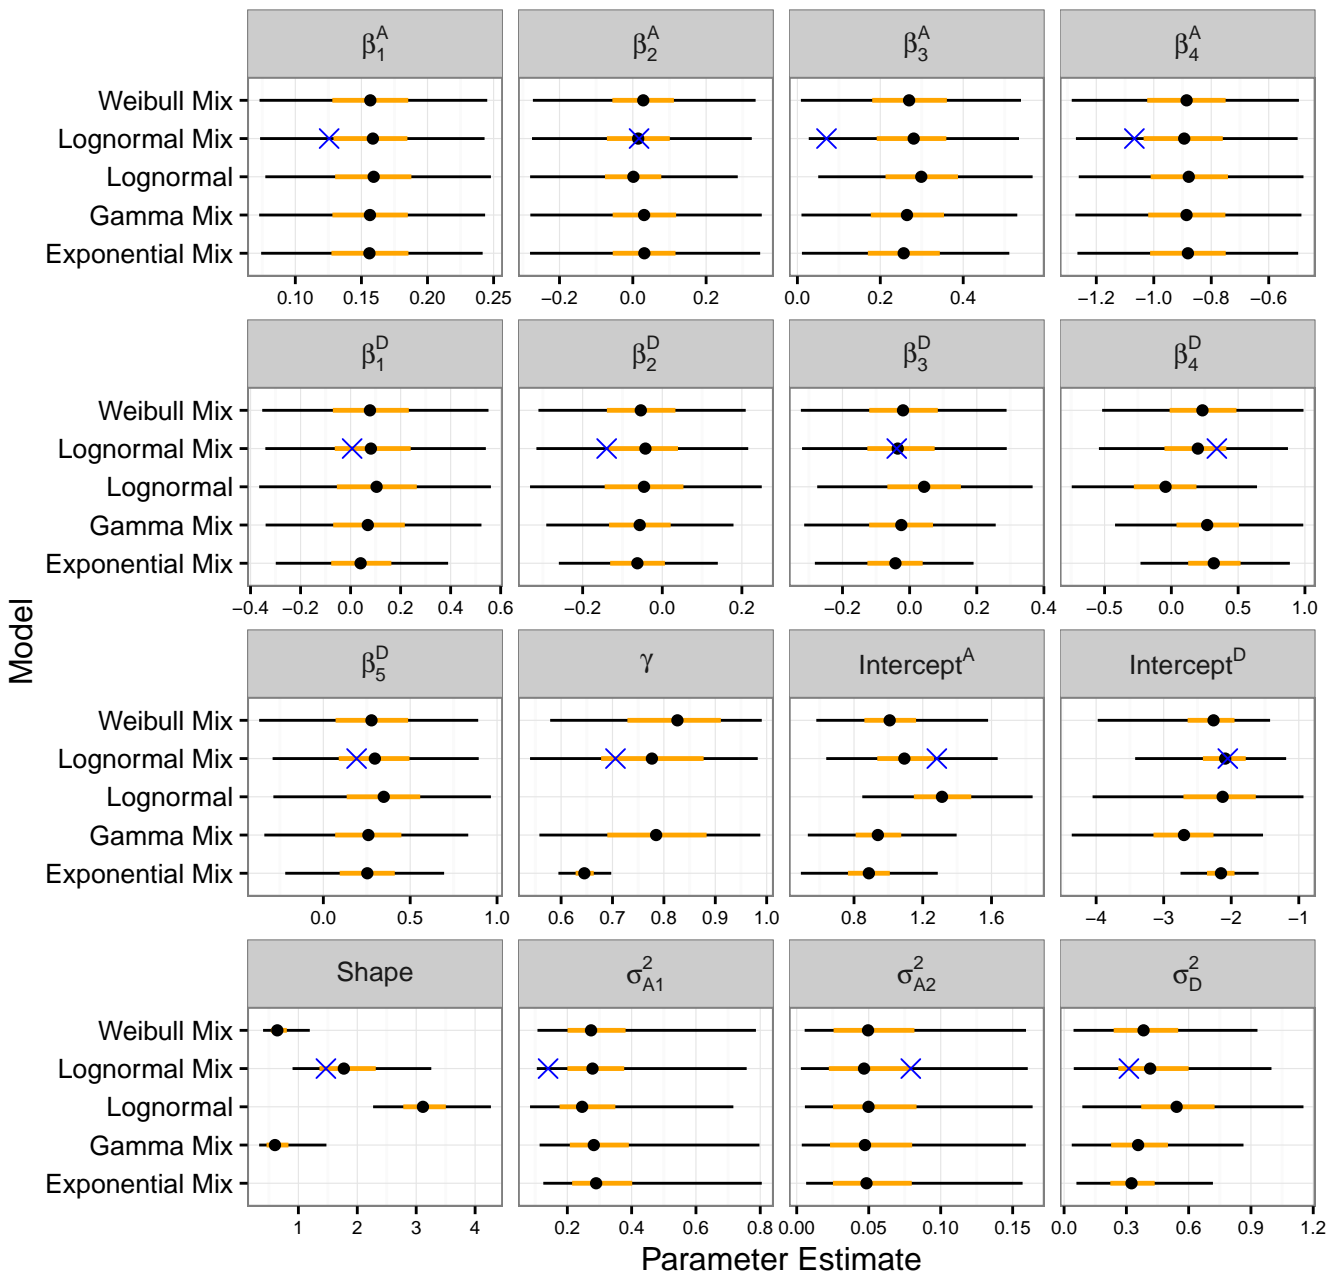 β₁ᴬ β₂ᴬ β₃ᴬ β₄ᴬ
Weibull Mix
Lognormal Mix
Lognormal
Gamma Mix
Exponential Mix
0.10 0.15 0.20 0.25 −0.2 0.0 0.2 0.0 0.2 0.4 −1.2 −1.0 −0.8 −0.6
β₁ᴰ β₂ᴰ β₃ᴰ β₄ᴰ
Weibull Mix
Lognormal Mix
Lognormal
Gamma Mix
Exponential Mix
−0.4 −0.2 0.0 0.2 0.4 0.6 −0.2 0.0 0.2 −0.2 0.0 0.2 0.4 −0.5 0.0 0.5 1.0
Model
β₅ᴰ γ Interceptᴬ Interceptᴰ
Weibull Mix
Lognormal Mix
Lognormal
Gamma Mix
Exponential Mix
0.0 0.5 1.0 0.6 0.7 0.8 0.9 1.0 0.8 1.2 1.6 −4 −3 −2 −1
Shape σ²A1 σ²A2 σ²D
Weibull Mix
Lognormal Mix
Lognormal
Gamma Mix
Exponential Mix
1 2 3 4 0.2 0.4 0.6 0.8 0.00 0.05 0.10 0.15 0.0 0.3 0.6 0.9 1.2
Parameter Estimate